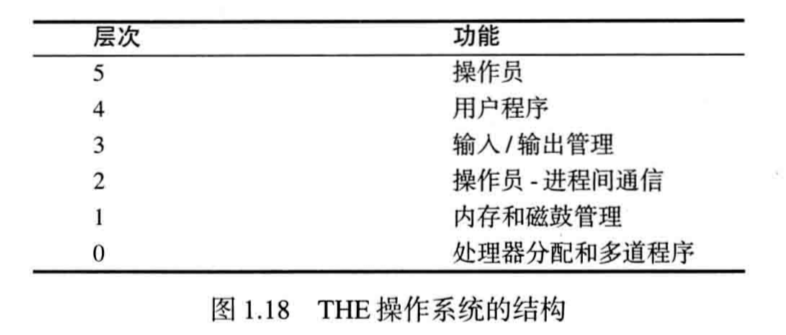 层次 功能
5 操作员
4 用户程序
3 输入/输出管理
2 操作员-进程间通信
1 内存和磁鼓管理
0 处理器分配和多道程序
图 1.18 THE 操作系统的结构